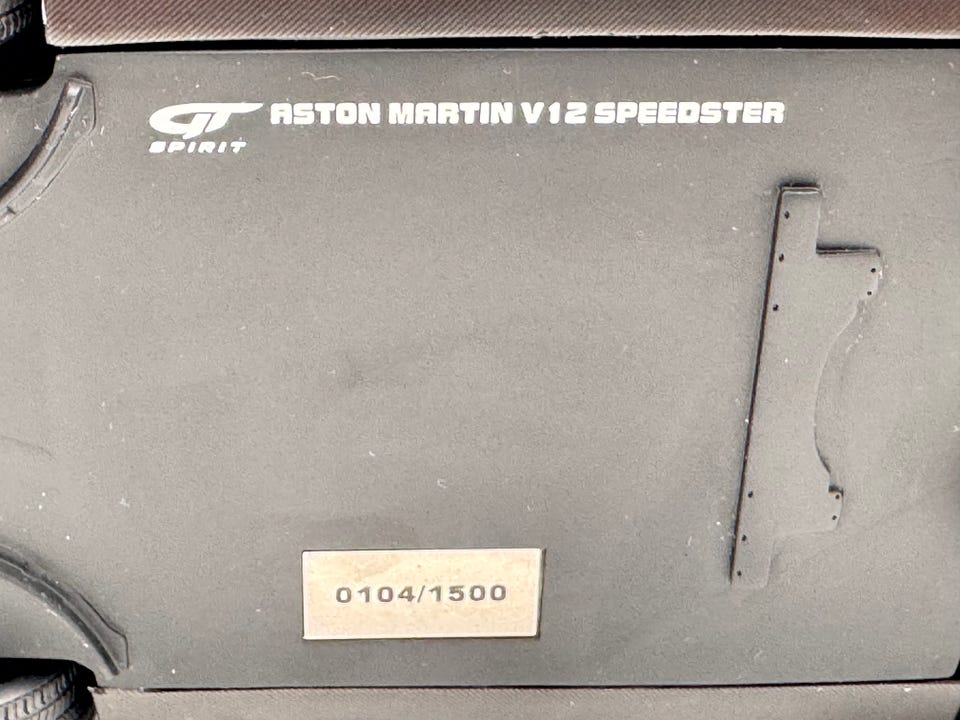 GT ASTON MARTIN V12 SPEEDSTER
SPIRIT
0104/1500